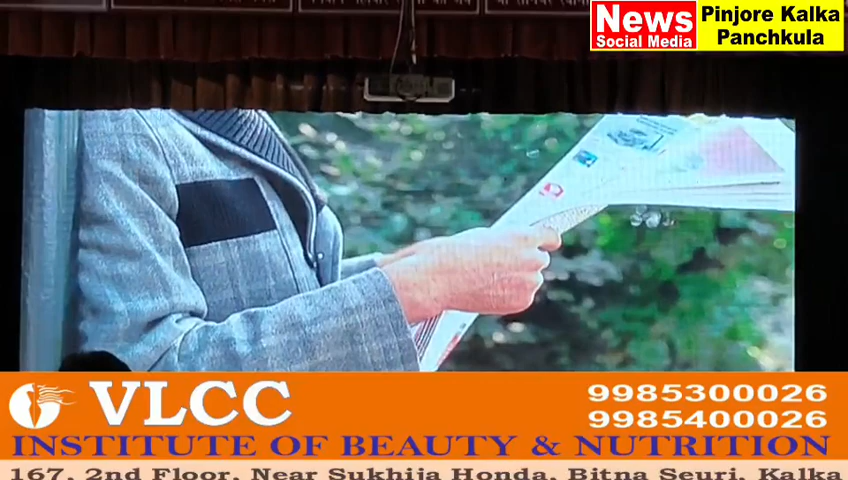 News
Social Media
Pinjore Kalka
Panchkula
VLCC
9985300026
9985400026
INSTITUTE OF BEAUTY & NUTRITION
167, 2nd Floor, Near Sukhija Honda, Bitna Seuri, Kalka